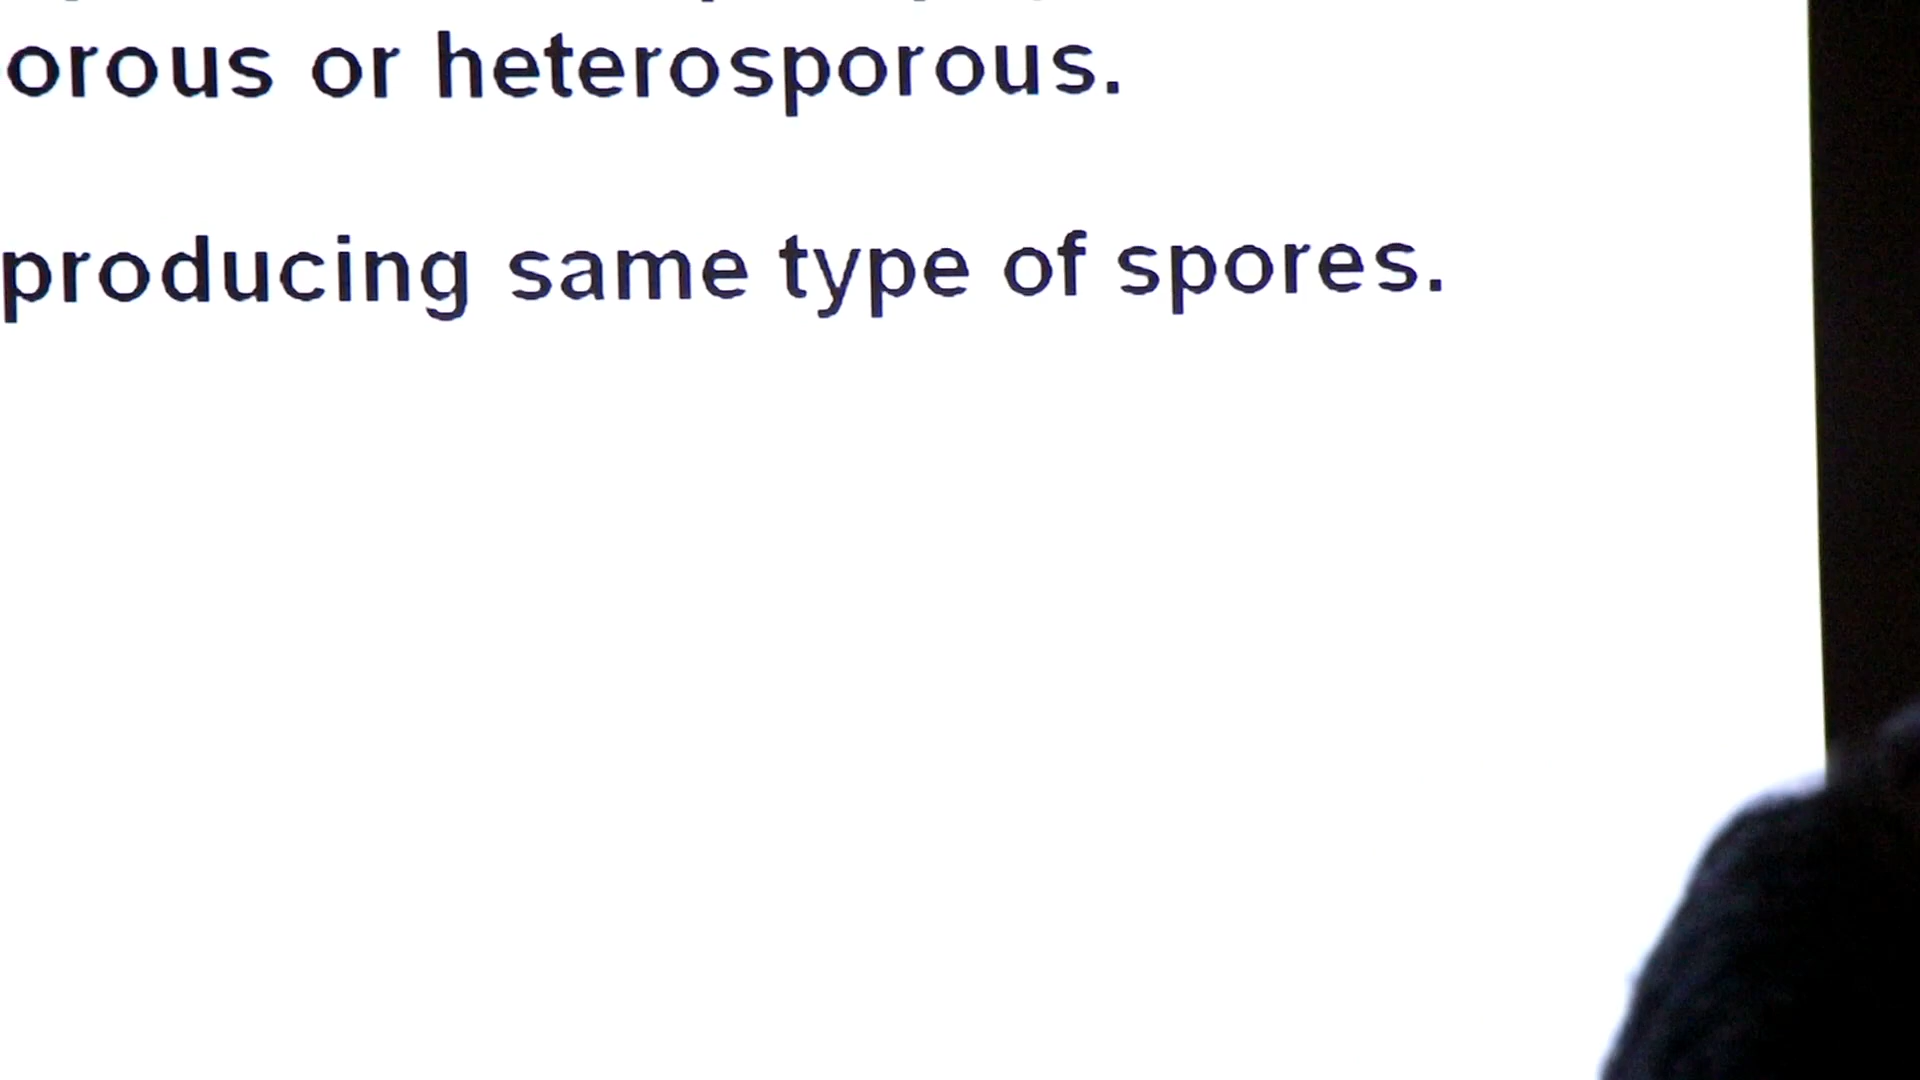 orous or heterosporous.
producing same type of spores.